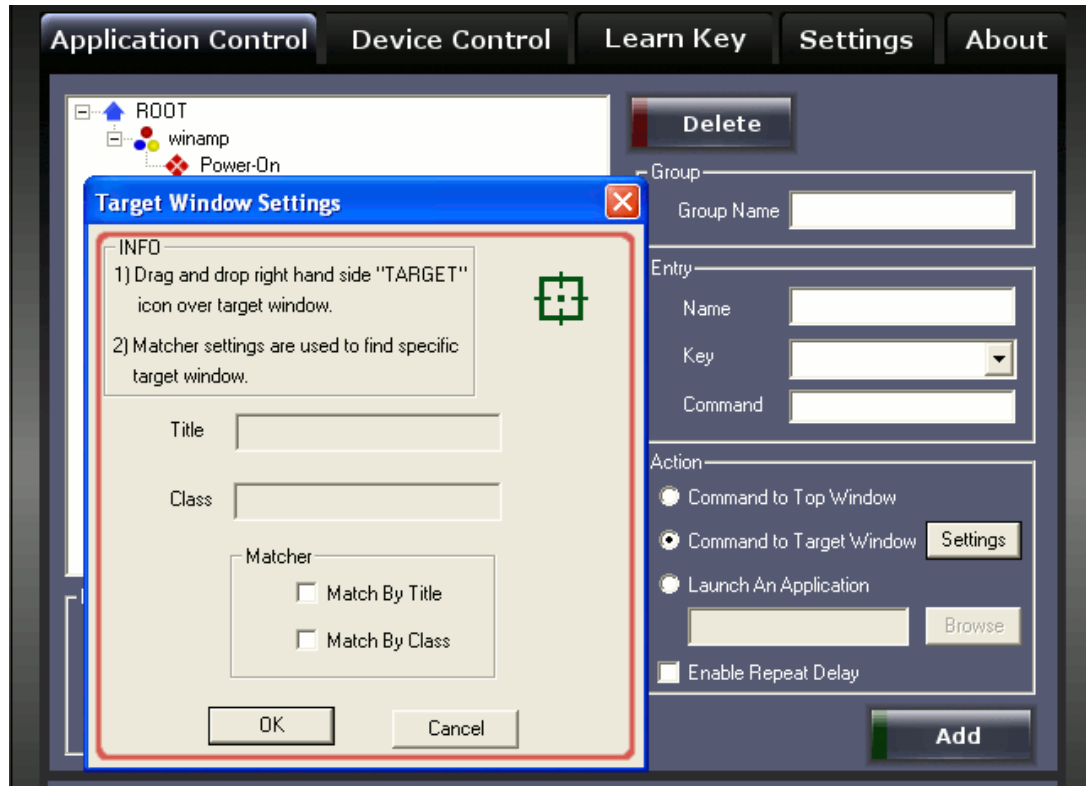 Application Control
Device Control
Learn Key
Settings
About
ROOT
winamp
Power-On
Delete
Group
Group Name
Target Window Settings
INFO
1) Drag and drop right hand side "TARGET"
icon over target window.
2) Matcher settings are used to find specific
target window.
Title
Class
Matcher
Match By Title
Match By Class
OK
Cancel
Entry
Name
Key
Command
Action
Command to Top Window
Command to Target Window
Settings
Launch An Application
Browse
Enable Repeat Delay
Add